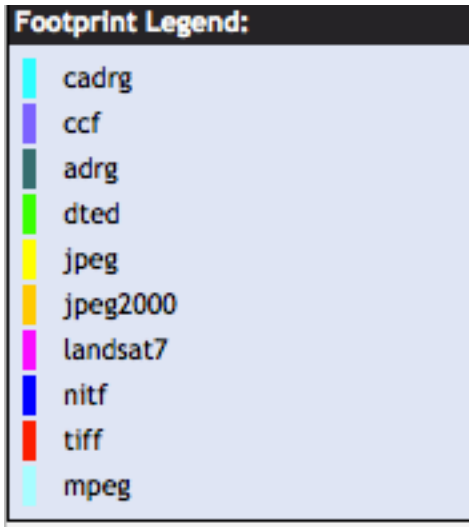 Footprint Legend:
cadrg
ccf
adrg
dted
jpeg
jpeg2000
landsat7
nitf
tiff
mpeg